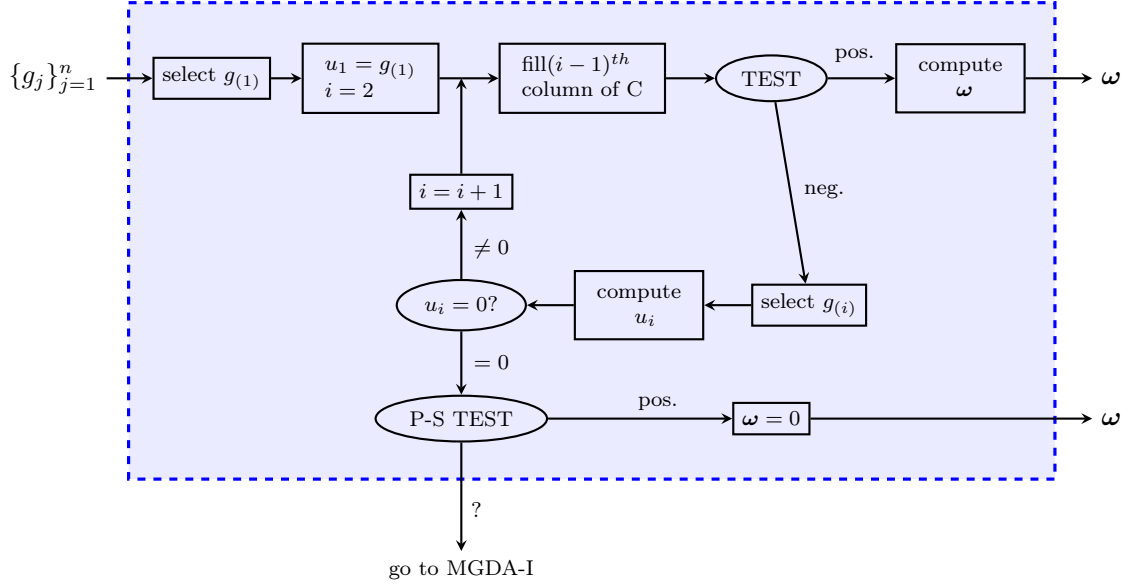 {g_j}_{j=1}^n
select g_(1)
u_1 = g_(1)
i = 2
fill(i − 1)^{th}
column of C
TEST
pos.
compute
ω
ω
neg.
i = i + 1
≠ 0
u_i = 0?
compute
u_i
select g_(i)
= 0
P-S TEST
pos.
ω = 0
ω
?
go to MGDA-I